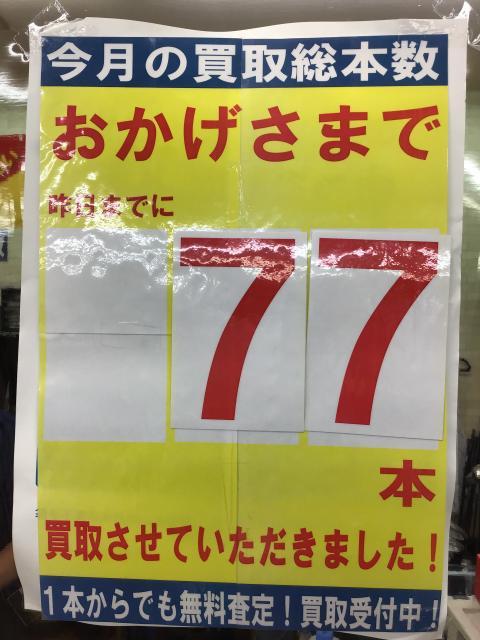 今月の買取総本数
おかげさまで
昨日までに
77
本
買取させていただきました!
1本からでも無料査定!買取受付中!